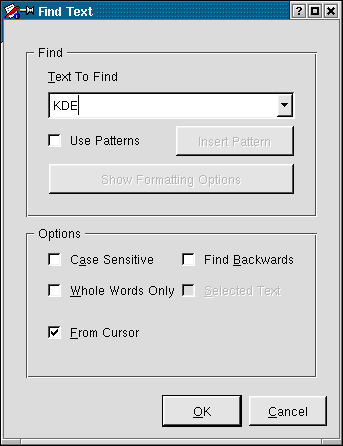 Find Text
Find
Text To Find
KDE
Use Patterns
Insert Pattern
Show Formatting Options
Options
Case Sensitive
Find Backwards
Whole Words Only
Selected Text
From Cursor
OK
Cancel